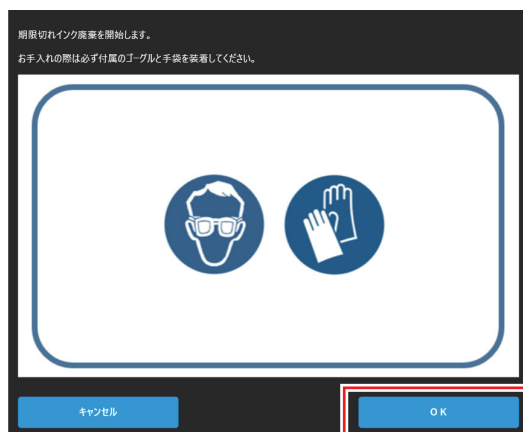 期限切れインク廃棄を開始します。
お手入れの際は必ず付属のゴーグルと手袋を装着してください。
キャンセル
OK